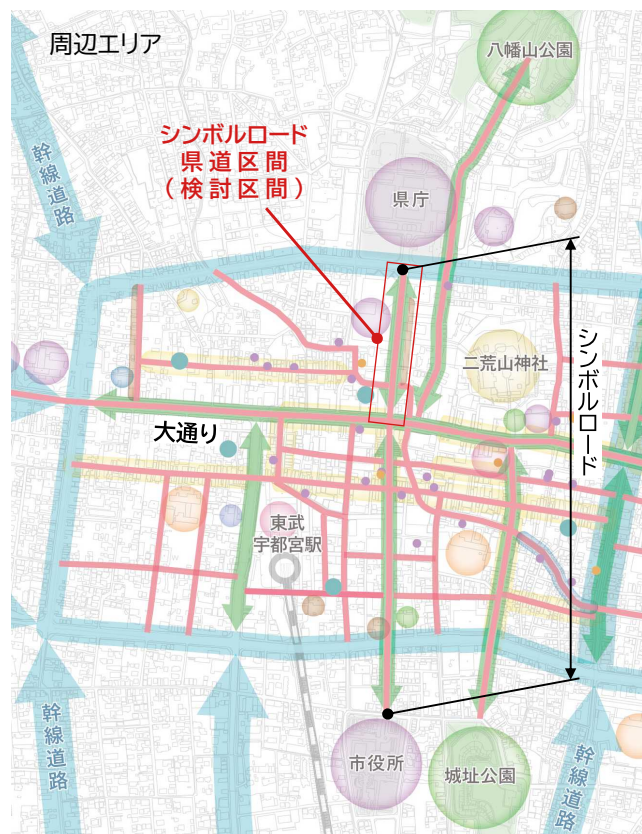 周辺エリア
八幡山公園
シンボルロード
県道区間
（検討区間）
幹線道路
県庁
二荒山神社
シンボルロード
大通り
東武
宇都宮駅
幹線道路
市役所
城址公園
幹線道路